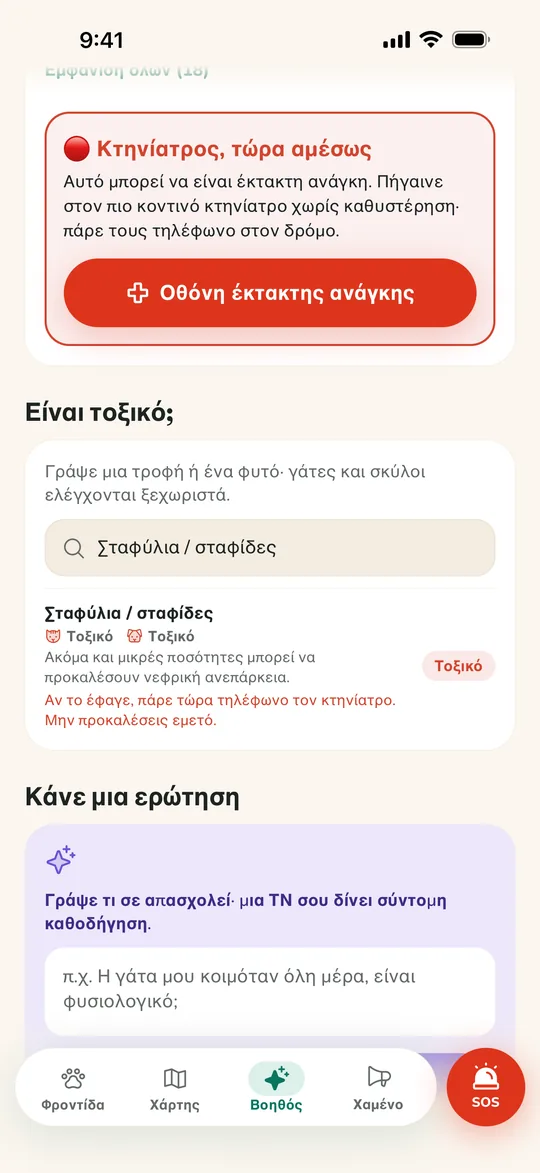 9:41
Εμφάνιση όλων (18)
Κτηνίατρος, τώρα αμέσως
Αυτό μπορεί να είναι έκτακτη ανάγκη. Πήγαινε
στον πιο κοντινό κτηνίατρο χωρίς καθυστέρηση·
πάρε τους τηλέφωνο στον δρόμο.
Οθόνη έκτακτης ανάγκης
Είναι τοξικό;
Γράψε μια τροφή ή ένα φυτό· γάτες και σκύλοι
ελέγχονται ξεχωριστά.
Σταφύλια / σταφίδες
Σταφύλια / σταφίδες
Τοξικό Τοξικό
Ακόμα και μικρές ποσότητες μπορεί να
προκαλέσουν νεφρική ανεπάρκεια.
Τοξικό
Αν το έφαγε, πάρε τώρα τηλέφωνο τον κτηνίατρο.
Μην προκαλέσεις εμετό.
Κάνε μια ερώτηση
Γράψε τι σε απασχολεί· μια ΤΝ σου δίνει σύντομη
καθοδήγηση.
π.χ. Η γάτα μου κοιμόταν όλη μέρα, είναι
φυσιολογικό;
Φροντίδα Χάρτης Βοηθός Χαμένο SOS